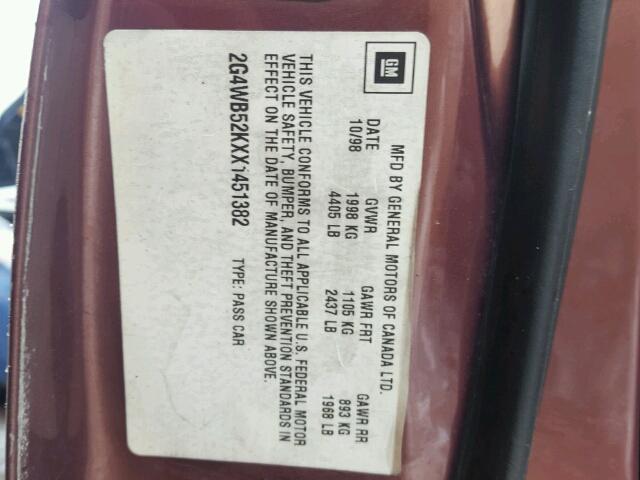 GM
MFD BY GENERAL MOTORS OF CANADA LTD.
DATE GVWR GAWR FRT GAWR RR
10/98 1998 KG 1105 KG 893 KG
4405 LB 2437 LB 1968 LB
THIS VEHICLE CONFORMS TO ALL APPLICABLE U.S. FEDERAL MOTOR
VEHICLE SAFETY, BUMPER, AND THEFT PREVENTION STANDARDS IN
EFFECT ON THE DATE OF MANUFACTURE SHOWN ABOVE.
2G4WB52KXX1451382 TYPE: PASS CAR